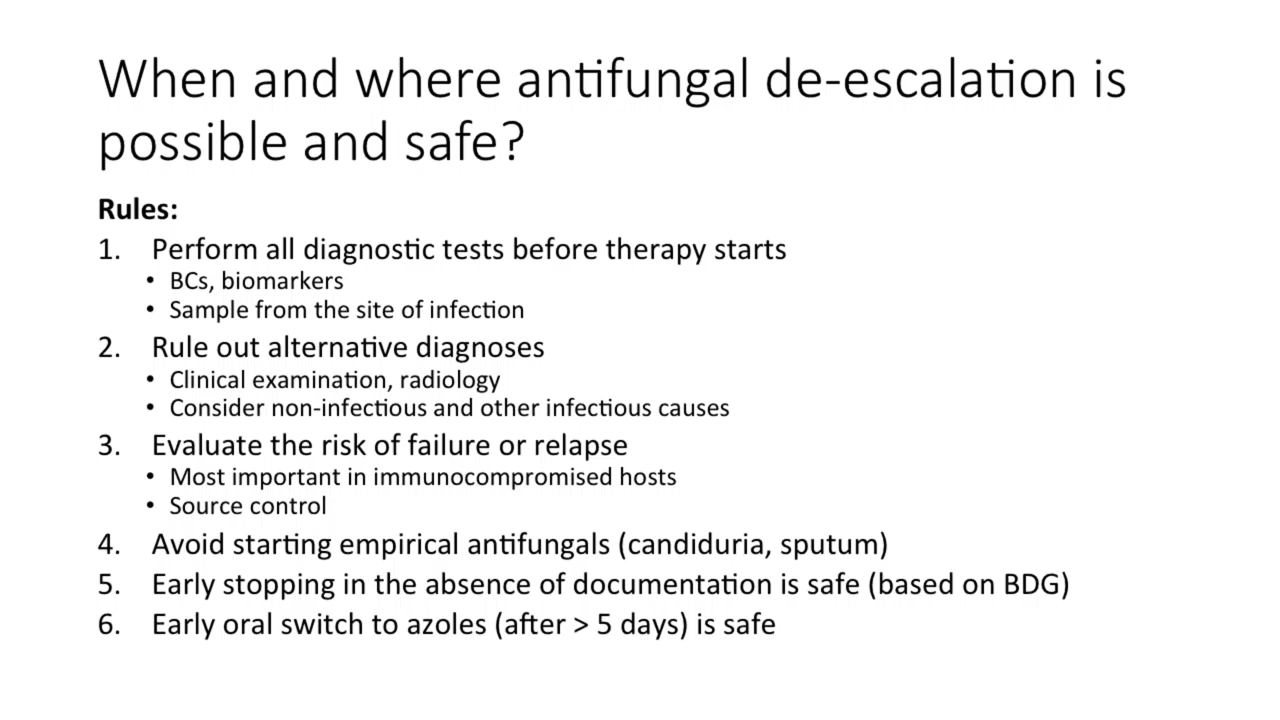 When and where antifungal de-escalation is
possible and safe?
Rules:
1. Perform all diagnostic tests before therapy starts
• BCs, biomarkers
• Sample from the site of infection
2. Rule out alternative diagnoses
• Clinical examination, radiology
• Consider non-infectious and other infectious causes
3. Evaluate the risk of failure or relapse
• Most important in immunocompromised hosts
• Source control
4. Avoid starting empirical antifungals (candiduria, sputum)
5. Early stopping in the absence of documentation is safe (based on BDG)
6. Early oral switch to azoles (after > 5 days) is safe